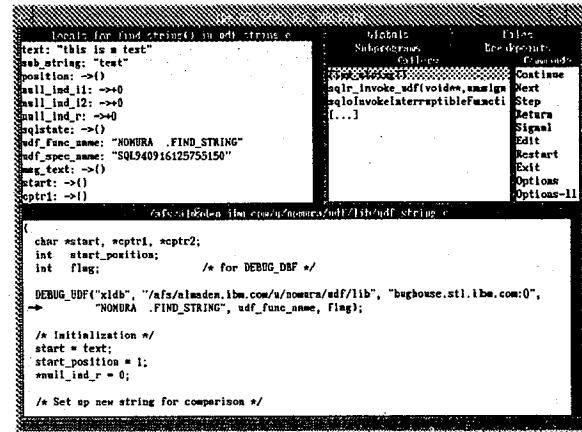 locals for find_string() in udf_string.c
text: "this is a test"
sub_string: "test"
position: ->()
null_ind_i1: ->+0
null_ind_i2: ->+0
null_ind_r: ->+0
sqlstate: ->()
udf_func_name: "NOMURA  .FIND_STRING"
udf_spec_name: "SQL940916125755150"
msg_text: ->()
start: ->()
cptr1: ->()
Globals
Files
Subprograms
Breakpoints
Callers
Commands
find_string()
sqlr_invoke_udf(void**,unsign
sqloInvokeInterruptibleFuncti
[...]
Continue
Next
Step
Return
Signal
Edit
Restart
Exit
Options
Options-11
/afs/almaden.ibm.com/u/nomura/udf/lib/udf_string.c
{
char *start, *cptr1, *cptr2;
int   start_position;
int   flag;               /* for DEBUG_DBF */
DEBUG_UDF("xldb", "/afs/almaden.ibm.com/u/nomura/udf/lib", "bughouse.stl.ibm.com:0",
"NOMURA  .FIND_STRING", udf_func_name, flag);
/* Initialization */
start = text;
start_position = 1;
*null_ind_r = 0;
/* Set up new string for comparison */